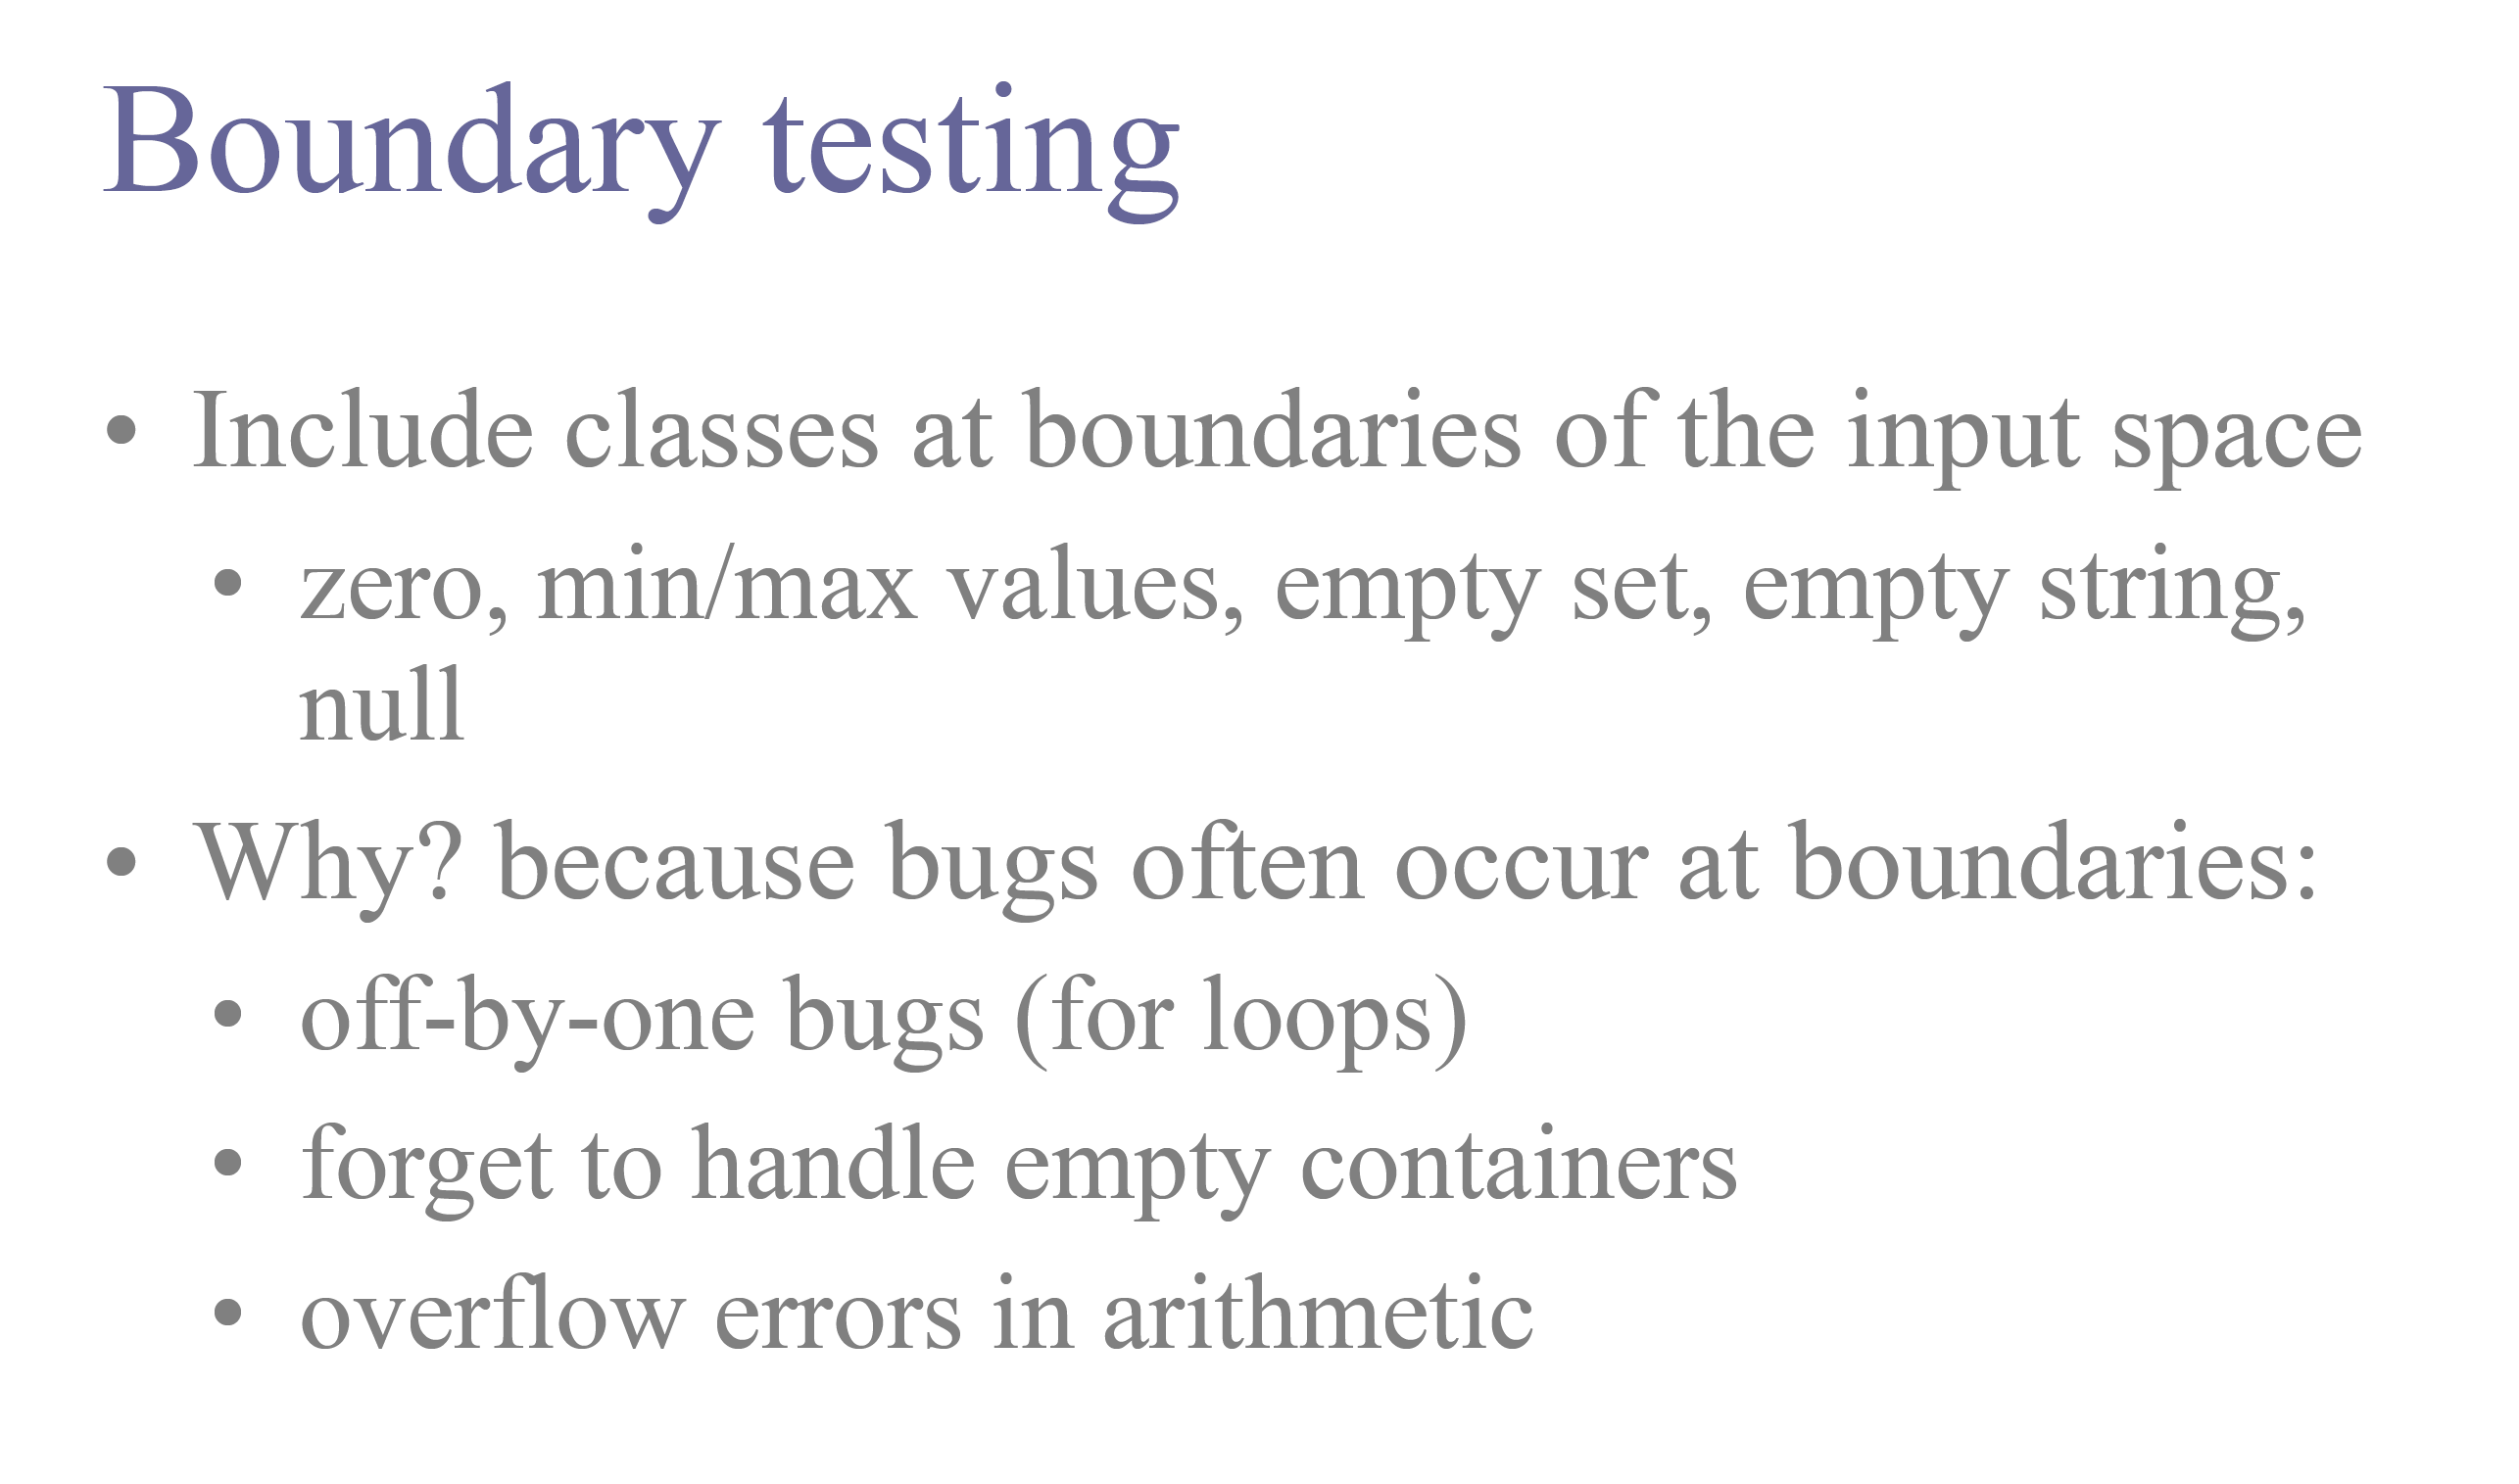 Boundary testing
• Include classes at boundaries of the input space
• zero, min/max values, empty set, empty string,
null
• Why? because bugs often occur at boundaries:
• off-by-one bugs (for loops)
• forget to handle empty containers
• overflow errors in arithmetic